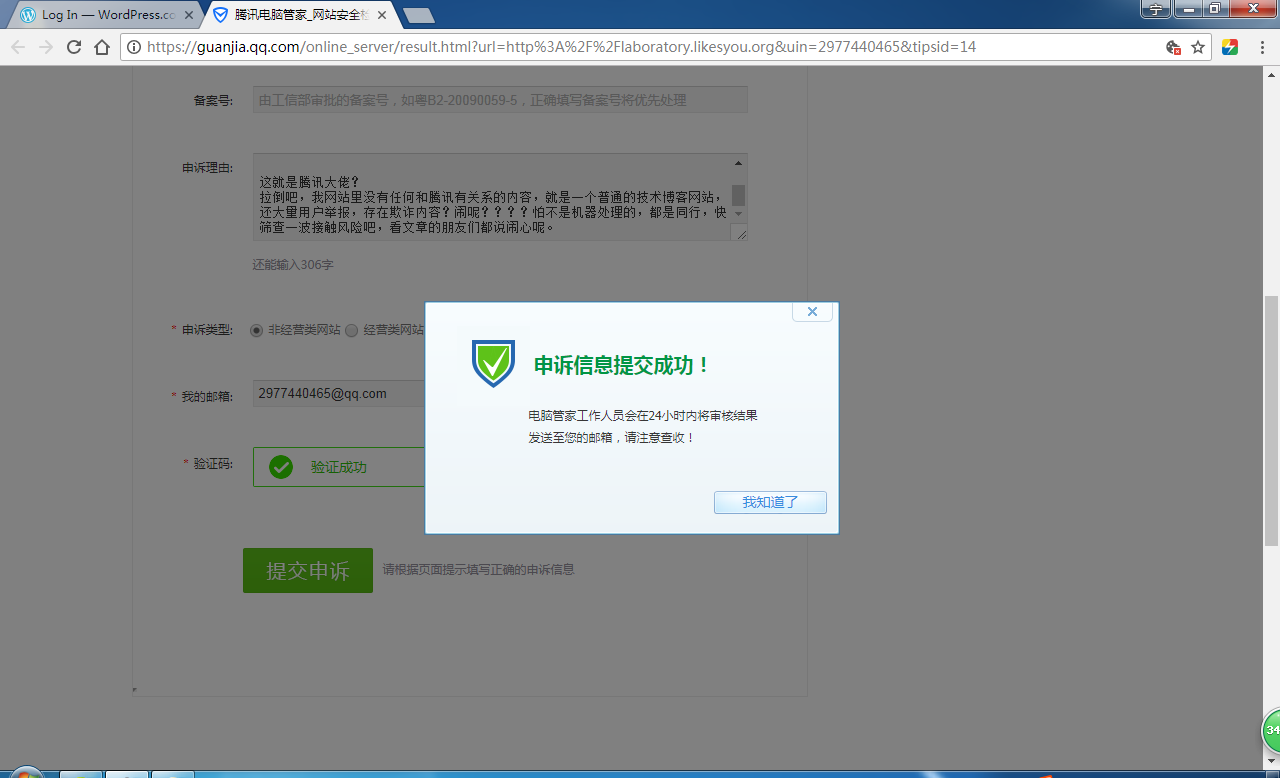 Log In — WordPress.co
腾讯电脑管家_网站安全检
宁
https://guanjia.qq.com/online_server/result.html?url=http%3A%2F%2Flaboratory.likesyou.org&uin=2977440465&tipsid=14
备案号:
由工信部审批的备案号，如粤B2-20090059-5，正确填写备案号将优先处理
申诉理由:
这就是腾讯大佬？
拉倒吧，我网站里没有任何和腾讯有关系的内容，就是一个普通的技术博客网站，
还大量用户举报，存在欺诈内容？闹呢？？？？怕不是机器处理的，都是同行，快
筛查一波接触风险吧，看文章的朋友们都说闹心呢。
还能输入306字
* 申诉类型:
非经营类网站
经营类网站
* 我的邮箱:
2977440465@qq.com
* 验证码:
验证成功
提交申诉
请根据页面提示填写正确的申诉信息
申诉信息提交成功！
电脑管家工作人员会在24小时内将审核结果
发送至您的邮箱，请注意查收！
我知道了
34